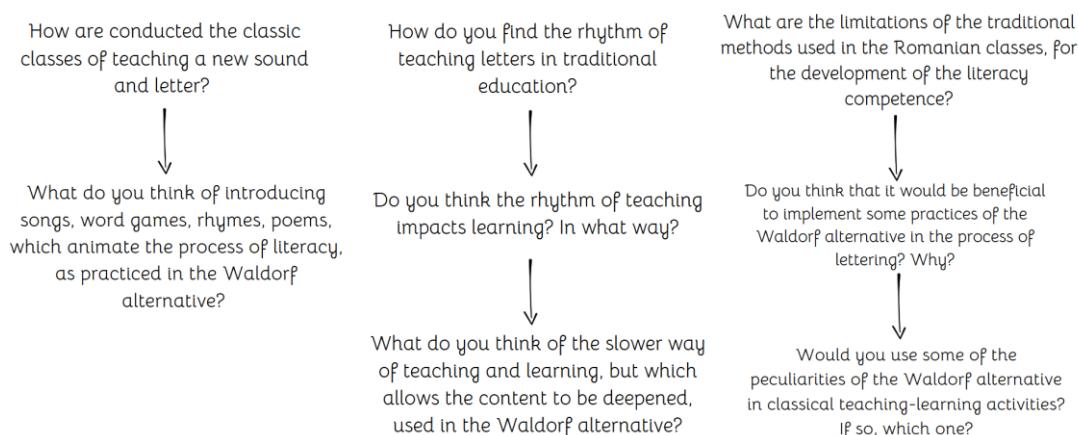 How are conducted the classic
classes of teaching a new sound
and letter?
What do you think of introducing
songs, word games, rhymes, poems,
which animate the process of literacy,
as practiced in the Waldorf
alternative?
How do you find the rhythm of
teaching letters in traditional
education?
Do you think the rhythm of teaching
impacts learning? In what way?
What do you think of the slower way
of teaching and learning, but which
allows the content to be deepened,
used in the Waldorf alternative?
What are the limitations of the traditional
methods used in the Romanian classes, for
the development of the literacy
competence?
Do you think that it would be beneficial
to implement some practices of the
Waldorf alternative in the process of
lettering? Why?
Would you use some of the
peculiarities of the Waldorf alternative
in classical teaching-learning activities?
If so, which one?